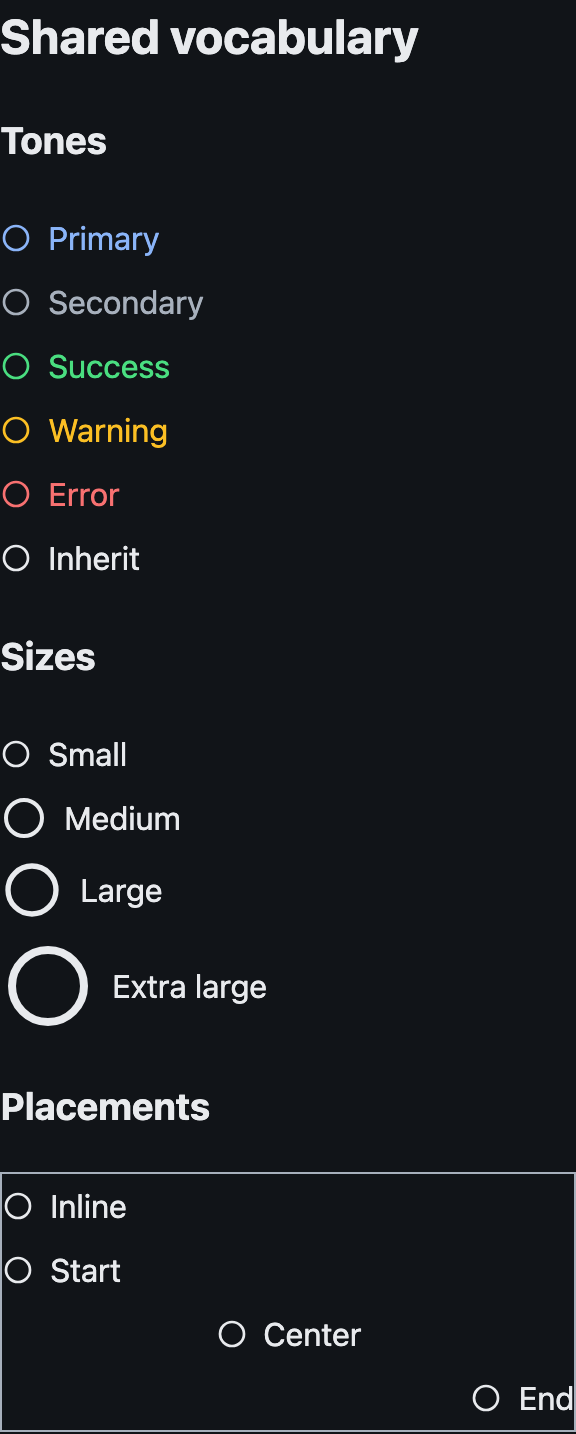 Shared vocabulary
Tones
Primary
Secondary
Success
Warning
Error
Inherit
Sizes
Small
Medium
Large
Extra large
Placements
Inline
Start
Center
End